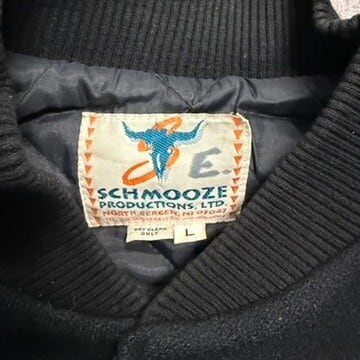 E.
SCHMOOZE
PRODUCTIONS, LTD.
NORTH BERGEN, NJ 07047
DRY CLEAN
ONLY
L